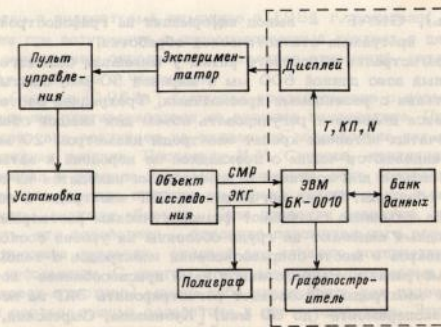 Пульт
управле-
ния
Эксперимен-
татор
Дисплей
Т, КП, N
Установка
Объект
исследо-
вания
СМР
ЭКГ
ЭВМ
БК-0010
Банк
данных
Полиграф
Графопостро-
итель